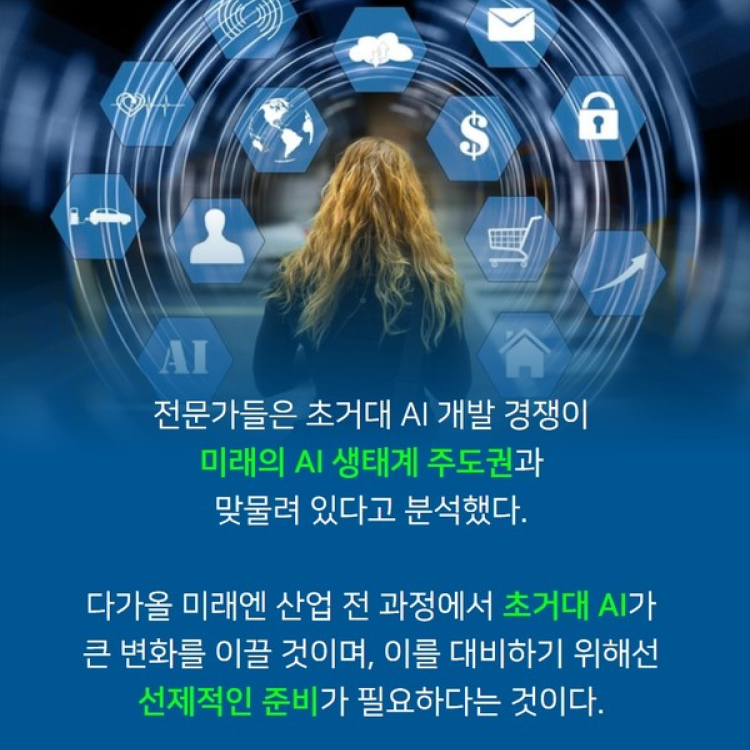 $
AI
전문가들은 초거대 AI 개발 경쟁이
미래의 AI 생태계 주도권과
맞물려 있다고 분석했다.
다가올 미래엔 산업 전 과정에서 초거대 AI가
큰 변화를 이끌 것이며, 이를 대비하기 위해선
선제적인 준비가 필요하다는 것이다.